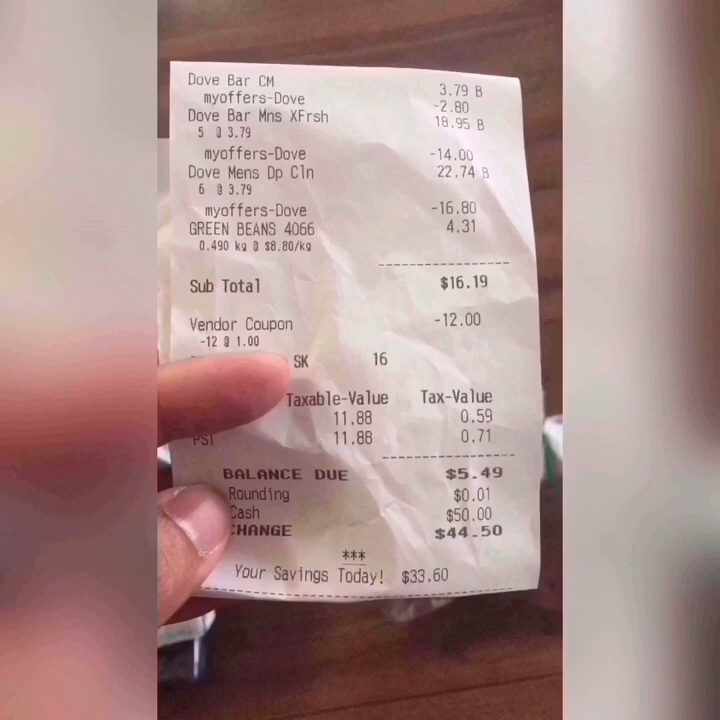 Dove Bar CM 3.79 B
myoffers-Dove -2.80
Dove Bar Mns XFrsh 18.95 B
5 @ 3.79
myoffers-Dove -14.00
Dove Mens Dp Cln 22.74 B
6 @ 3.79
myoffers-Dove -16.80
GREEN BEANS 4066 4.31
0.490 kg @ $8.80/kg
Sub Total $16.19
Vendor Coupon -12.00
-12 @ 1.00
SK 16
Taxable-Value Tax-Value
11.88 0.59
PST 11.88 0.71
BALANCE DUE $5.49
Rounding $0.01
Cash $50.00
CHANGE $44.50
***
Your Savings Today! $33.60